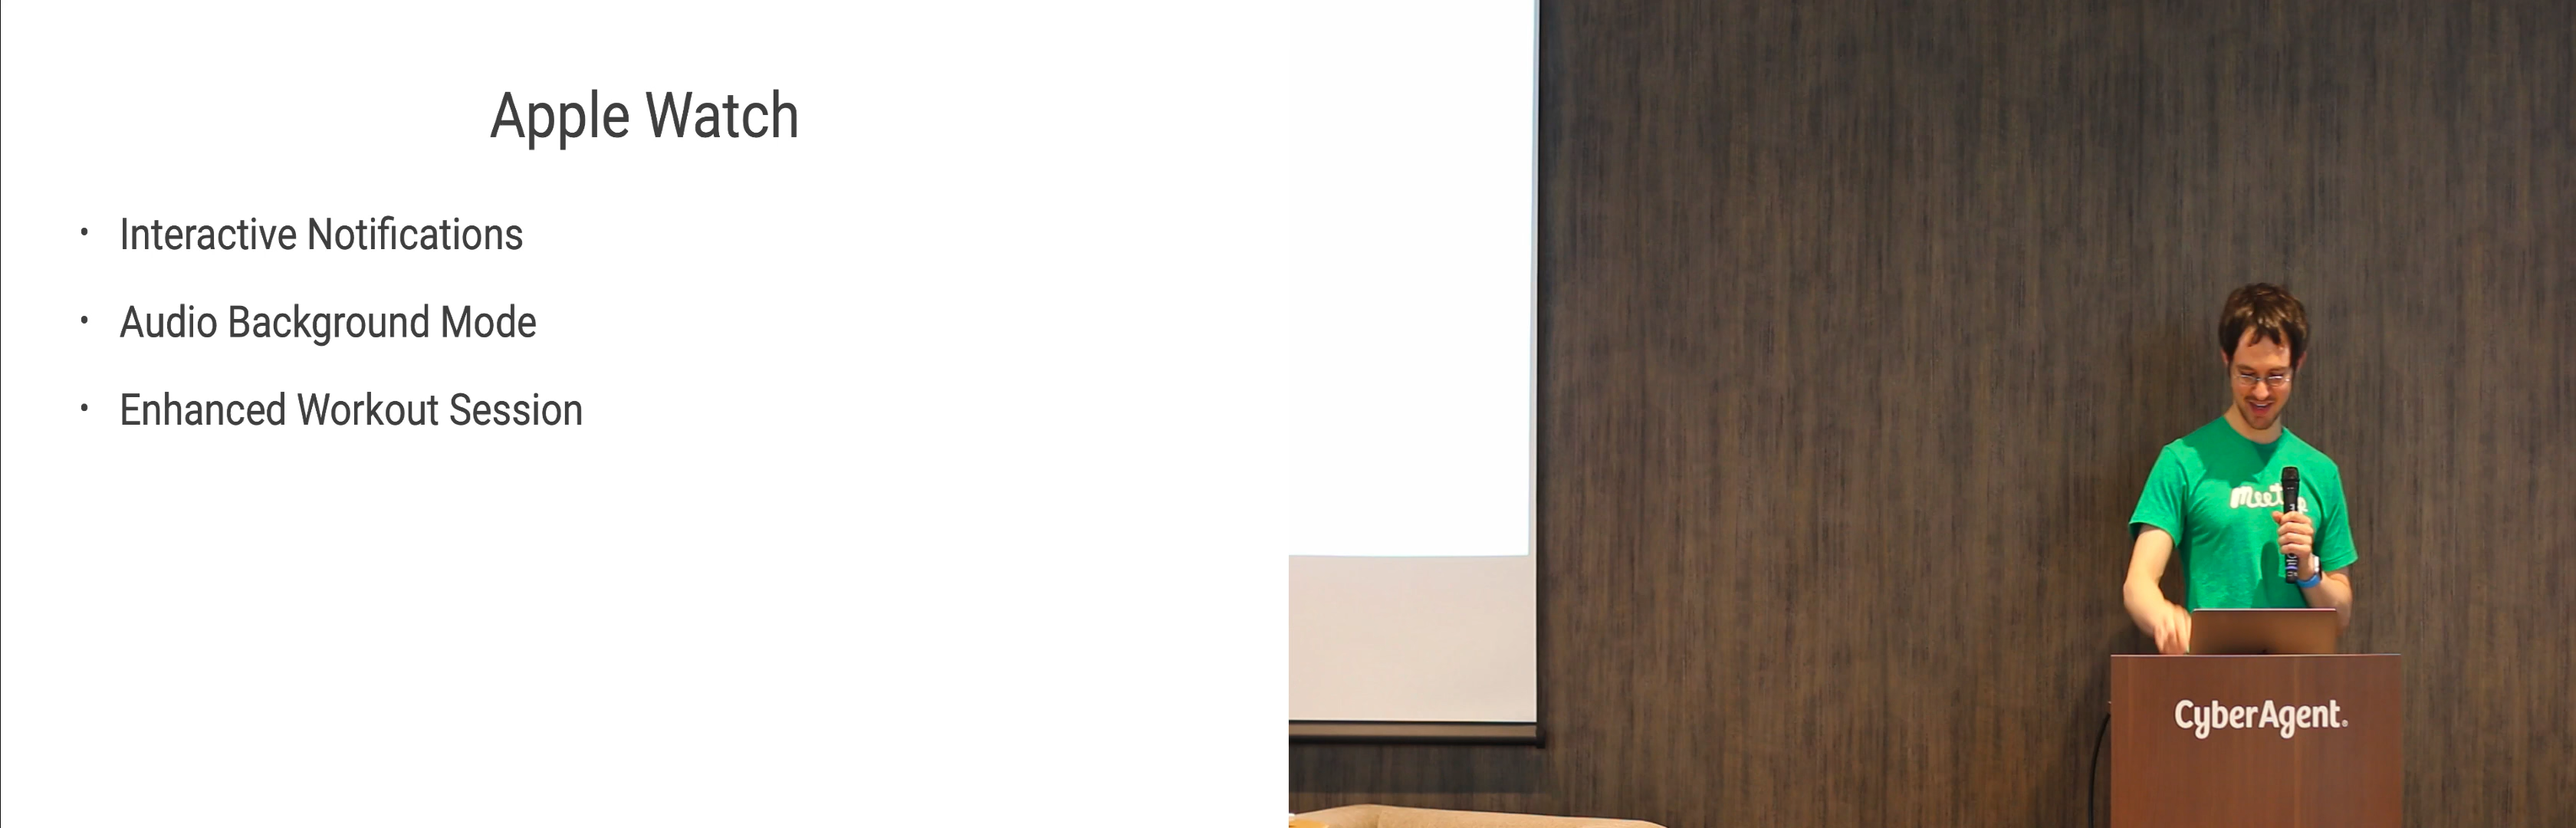 Apple Watch
• Interactive Notifications
• Audio Background Mode
• Enhanced Workout Session
CyberAgent.